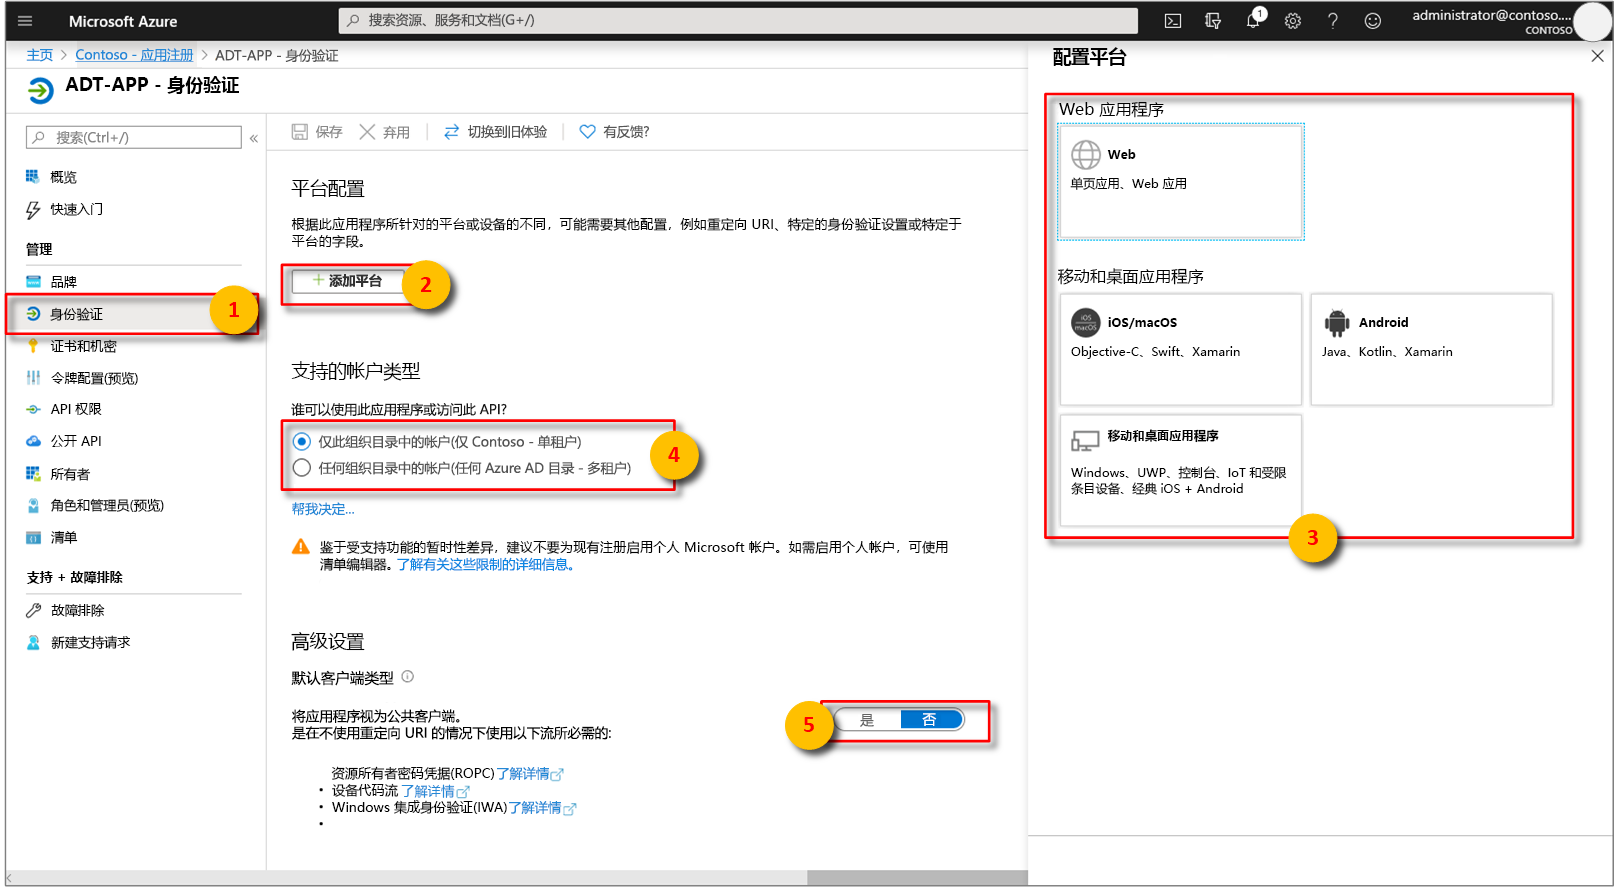 Microsoft Azure
搜索资源、服务和文档(G+/)
1
administrator@contoso....
CONTOSO
主页 > Contoso - 应用注册 > ADT-APP - 身份验证
ADT-APP - 身份验证
搜索(Ctrl+/)
«
概览
快速入门
管理
品牌
身份验证
1
证书和机密
令牌配置(预览)
API 权限
公开 API
所有者
角色和管理员(预览)
清单
支持 + 故障排除
故障排除
新建支持请求
保存
弃用
切换到旧体验
有反馈?
平台配置
根据此应用程序所针对的平台或设备的不同，可能需要其他配置，例如重定向 URI、特定的身份验证设置或特定于
平台的字段。
+ 添加平台
2
支持的帐户类型
谁可以使用此应用程序或访问此 API?
仅此组织目录中的帐户(仅 Contoso - 单租户)
任何组织目录中的帐户(任何 Azure AD 目录 - 多租户)
4
帮我决定...
鉴于受支持功能的暂时性差异，建议不要为现有注册启用个人 Microsoft 帐户。如需启用个人帐户，可使用
清单编辑器。了解有关这些限制的详细信息。
高级设置
默认客户端类型
将应用程序视为公共客户端。
是在不使用重定向 URI 的情况下使用以下流所必需的:
5
是
否
资源所有者密码凭据(ROPC)了解详情
• 设备代码流 了解详情
• Windows 集成身份验证(IWA)了解详情
•
配置平台
Web 应用程序
Web
单页应用、Web 应用
移动和桌面应用程序
iOS
macOS
iOS/macOS
Objective-C、Swift、Xamarin
Android
Java、Kotlin、Xamarin
移动和桌面应用程序
Windows、UWP、控制台、IoT 和受限
条目设备、经典 iOS + Android
3